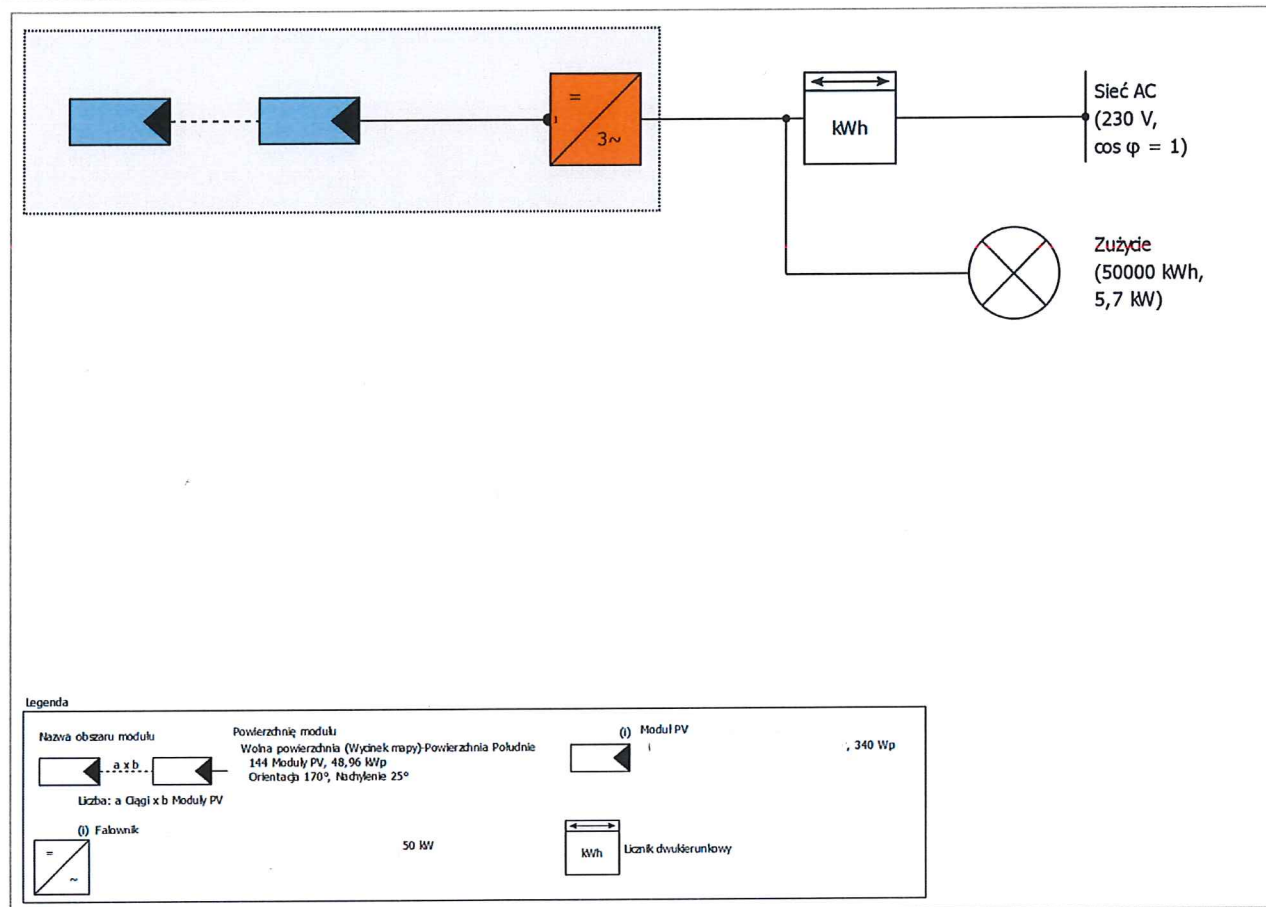 =
3~
kWh
Sieć AC
(230 V,
cos φ = 1)
Zużycie
(50000 kWh,
5,7 kW)
Legenda
Nazwa obszaru modułu
a x b
Liczba: a Ciągi x b Moduły PV
Powierzchnię modułu
Wolna powierzchnia (Wycinek mapy)-Powierzchnia Południe
144 Moduły PV, 48,96 kWp
Orientacja 170°, Nachylenie 25°
(i) Moduł PV
, 340 Wp
(i) Falownik
=
~
50 kW
kWh
Licznik dwukierunkowy